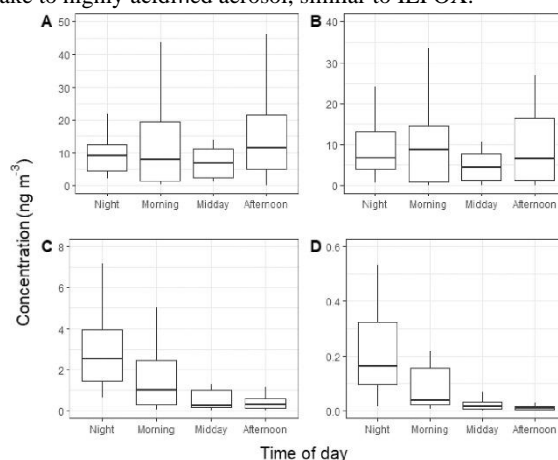 to highly acidified aerosol, similar to IEPOX.
A
B
50
40
30
20
10
0
40
30
20
10
0
Night Morning Midday Afternoon
Night Morning Midday Afternoon
Concentration (ng m⁻³)
C
D
8
6
4
2
0
0.6
0.4
0.2
0.0
Night Morning Midday Afternoon
Night Morning Midday Afternoon
Time of day